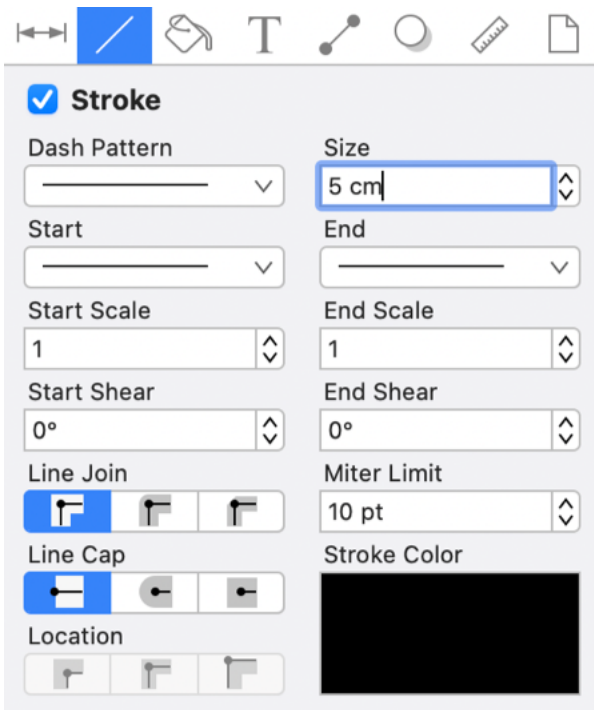 T
Stroke
Dash Pattern Size
5 cm
Start End
Start Scale End Scale
1 1
Start Shear End Shear
0° 0°
Line Join Miter Limit
10 pt
Line Cap Stroke Color
Location